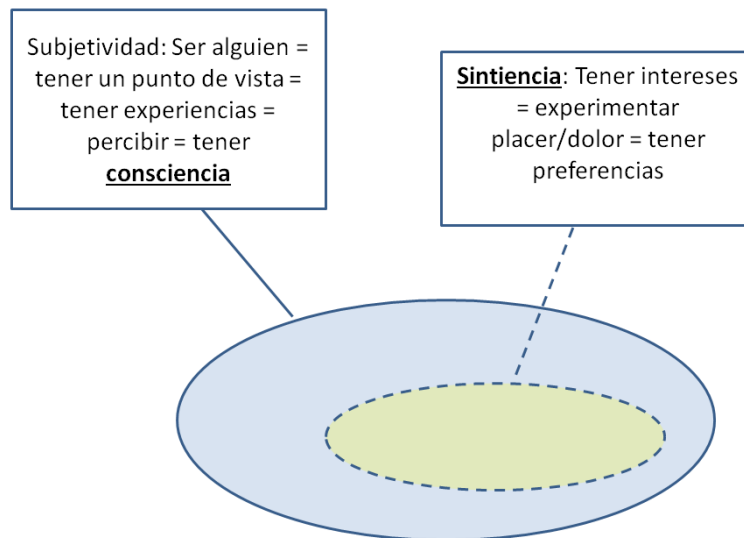 Subjetividad: Ser alguien =
tener un punto de vista =
tener experiencias =
percibir = tener
consciencia
Sintiencia: Tener intereses
= experimentar
placer/dolor = tener
preferencias